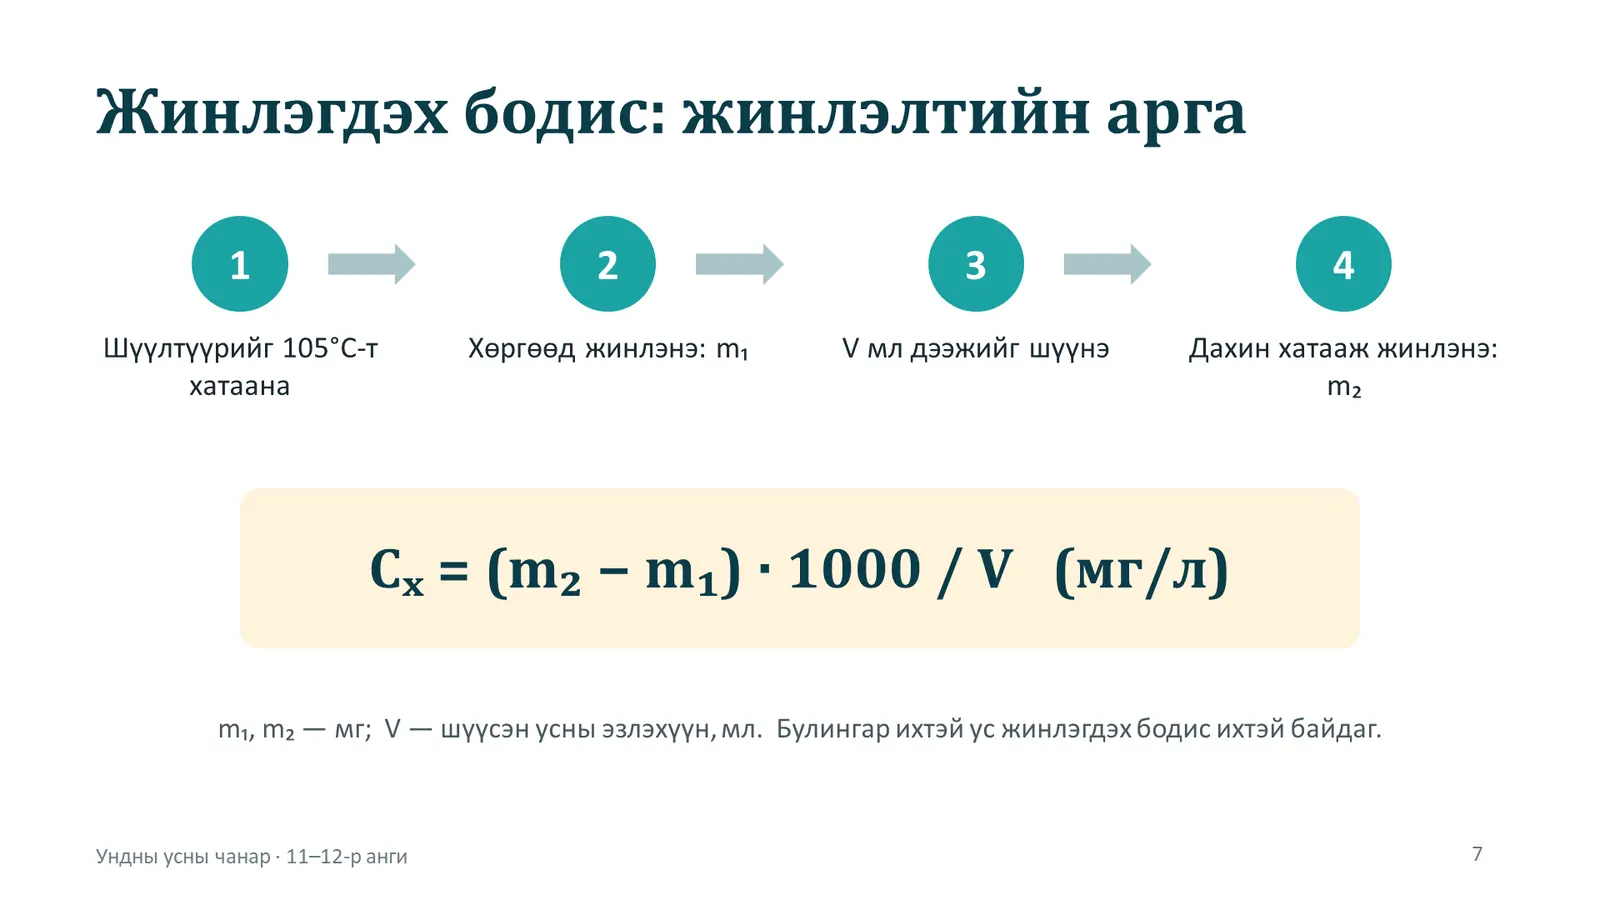 Жинлэгдэх бодис: жинлэлтийн арга
1
2
3
4
Шүүлтүүрийг 105°C-т
хатаана
Хөргөөд жинлэнэ: m₁
V мл дээжийг шүүнэ
Дахин хатааж жинлэнэ:
m₂
Cₓ = (m₂ − m₁) · 1000 / V (мг/л)
m₁, m₂ — мг; V — шүүсэн усны эзлэхүүн, мл. Булингар ихтэй ус жинлэгдэх бодис ихтэй байдаг.
Ундны усны чанар · 11–12-р анги
7